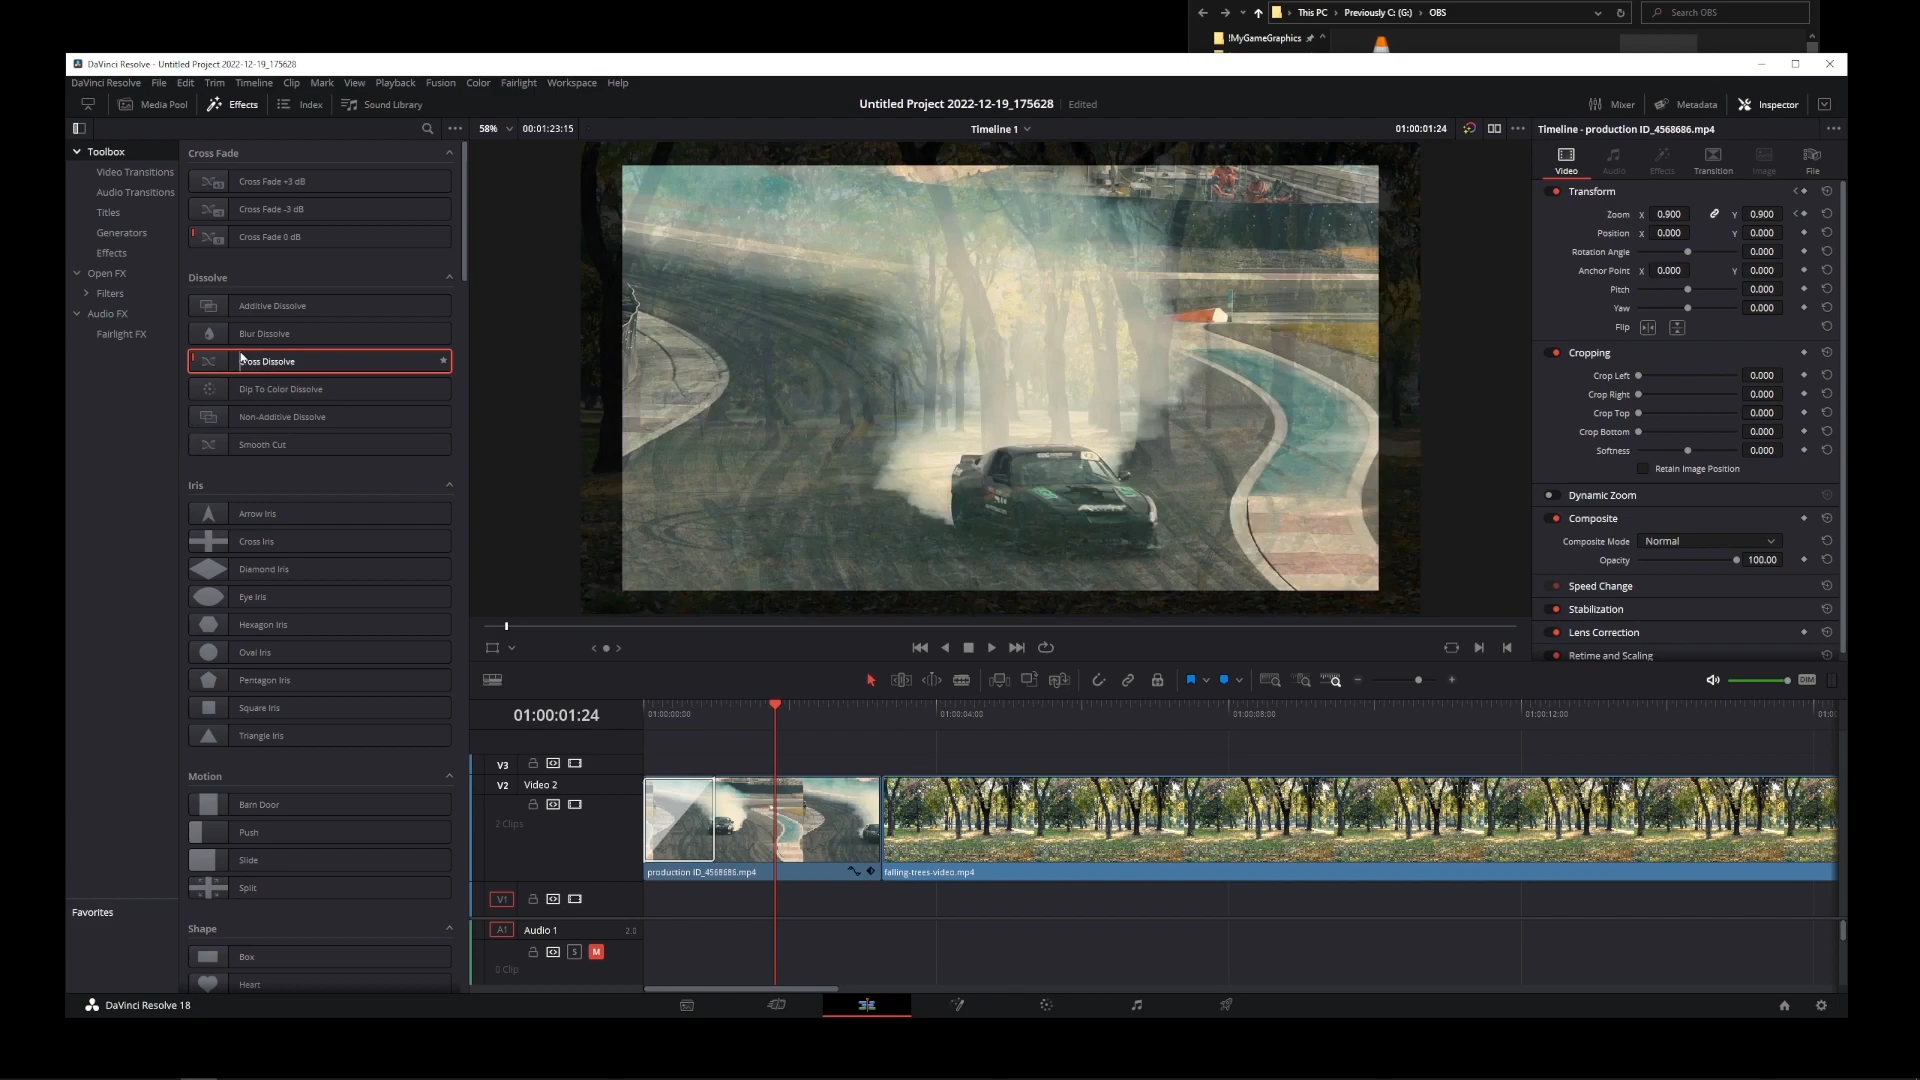 This PC
Previously C: (G:)
OBS
Search OBS
!MyGameGraphics
DaVinci Resolve - Untitled Project 2022-12-19_175628
DaVinci Resolve File Edit Trim Timeline Clip Mark View Playback Fusion Color Fairlight Workspace Help
Media Pool Effects Index Sound Library
Untitled Project 2022-12-19_175628 Edited
Mixer Metadata Inspector
58% 00:01:23:15
Timeline 1
01:00:01:24
Timeline - production ID_4568686.mp4
Toolbox
Video Transitions
Audio Transitions
Titles
Generators
Effects
Open FX
Filters
Audio FX
Fairlight FX
Favorites
Cross Fade
Cross Fade +3 dB
Cross Fade -3 dB
Cross Fade 0 dB
Dissolve
Additive Dissolve
Blur Dissolve
ross Dissolve
Dip To Color Dissolve
Non-Additive Dissolve
Smooth Cut
Iris
Arrow Iris
Cross Iris
Diamond Iris
Eye Iris
Hexagon Iris
Oval Iris
Pentagon Iris
Square Iris
Triangle Iris
Motion
Barn Door
Push
Slide
Split
Shape
Box
Heart
Video Audio Effects Transition Image File
Transform
Zoom X 0.900 Y 0.900
Position X 0.000 Y 0.000
Rotation Angle 0.000
Anchor Point X 0.000 Y 0.000
Pitch 0.000
Yaw 0.000
Flip
Cropping
Crop Left 0.000
Crop Right 0.000
Crop Top 0.000
Crop Bottom 0.000
Softness 0.000
Retain Image Position
Dynamic Zoom
Composite
Composite Mode Normal
Opacity 100.00
Speed Change
Stabilization
Lens Correction
Retime and Scaling
DIM
01:00:01:24
01:00:00:00 01:00:04:00 01:00:08:00 01:00:12:00 01:0
V3
V2 Video 2
2 Clips
production ID_4568686.mp4
falling-trees-video.mp4
V1
A1 Audio 1 2.0
S M
0 Clip
DaVinci Resolve 18